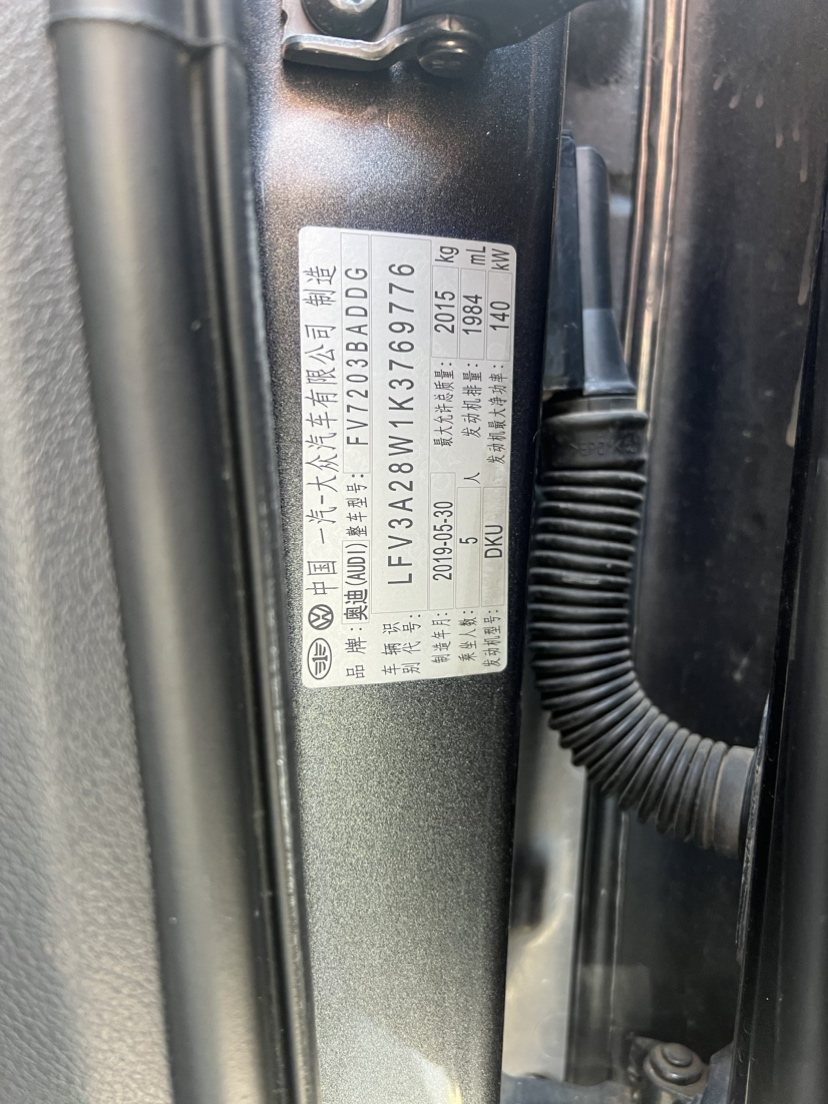 中国 一汽-大众汽车有限公司 制造
品牌:奥迪(AUDI) 整车型号: FV7203BADDG
车辆识别代号: LFV3A28W1K3769776
制造年月: 2019-05-30 最大允许总质量: 2015 kg
乘坐人数: 5 人 发动机排量: 1984 mL
发动机型号: DKU 发动机最大净功率: 140 kW